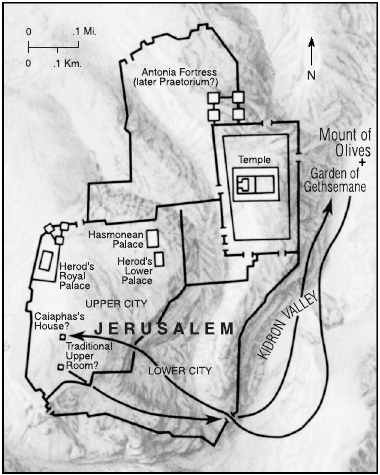 0 .1 Mi.
0 .1 Km.
N
Antonia Fortress
(later Praetorium?)
Mount of
Olives
+
Garden of
Gethsemane
Temple
Hasmonean
Palace
Herod's
Royal
Palace
Herod's
Lower
Palace
UPPER CITY
Caiaphas's
House?
JERUSALEM
Traditional
Upper
Room?
LOWER CITY
KIDRON VALLEY